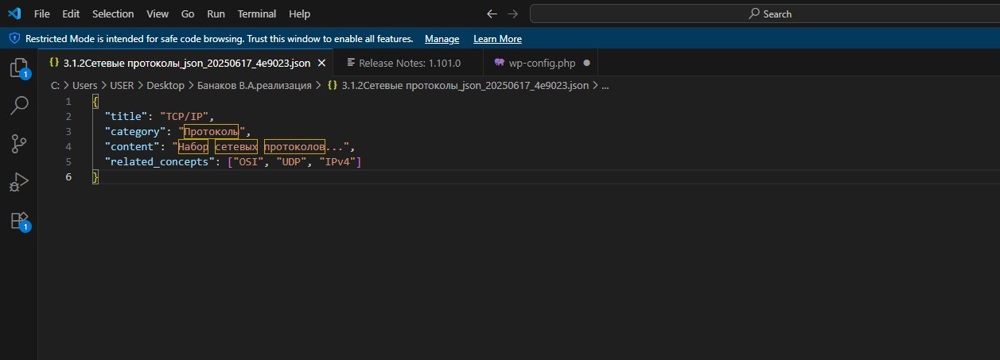 File Edit Selection View Go Run Terminal Help Search
Restricted Mode is intended for safe code browsing. Trust this window to enable all features. Manage Learn More
3.1.2Сетевые протоколы_json_20250617_4e9023.json Release Notes: 1.101.0 wp-config.php
C: > Users > USER > Desktop > Банаков В.А.реализация > {} 3.1.2Сетевые протоколы_json_20250617_4e9023.json > ...
1 {
2 "title": "TCP/IP",
3 "category": "Протоколь",
4 "content": "Набор сетевых протоколов...",
5 "related_concepts": ["OSI", "UDP", "IPv4"]
6 }
1
1